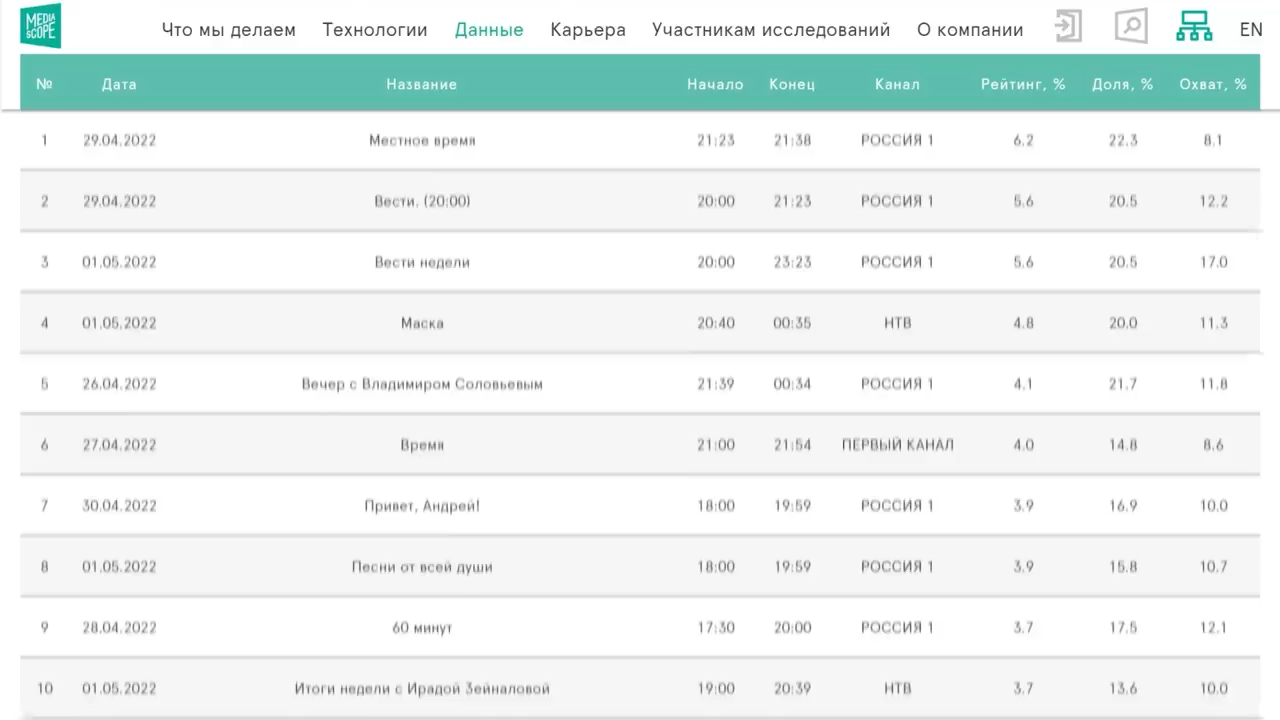 MEDIA
SCOPE
Что мы делаем Технологии Данные Карьера Участникам исследований О компании EN
№ Дата Название Начало Конец Канал Рейтинг, % Доля, % Охват, %
1 29.04.2022 Местное время 21:23 21:38 РОССИЯ 1 6.2 22.3 8.1
2 29.04.2022 Вести. (20:00) 20:00 21:23 РОССИЯ 1 5.6 20.5 12.2
3 01.05.2022 Вести недели 20:00 23:23 РОССИЯ 1 5.6 20.5 17.0
4 01.05.2022 Маска 20:40 00:35 НТВ 4.8 20.0 11.3
5 26.04.2022 Вечер с Владимиром Соловьевым 21:39 00:34 РОССИЯ 1 4.1 21.7 11.8
6 27.04.2022 Время 21:00 21:54 ПЕРВЫЙ КАНАЛ 4.0 14.8 8.6
7 30.04.2022 Привет, Андрей! 18:00 19:59 РОССИЯ 1 3.9 16.9 10.0
8 01.05.2022 Песни от всей души 18:00 19:59 РОССИЯ 1 3.9 15.8 10.7
9 28.04.2022 60 минут 17:30 20:00 РОССИЯ 1 3.7 17.5 12.1
10 01.05.2022 Итоги недели с Ирадой Зейналовой 19:00 20:39 НТВ 3.7 13.6 10.0